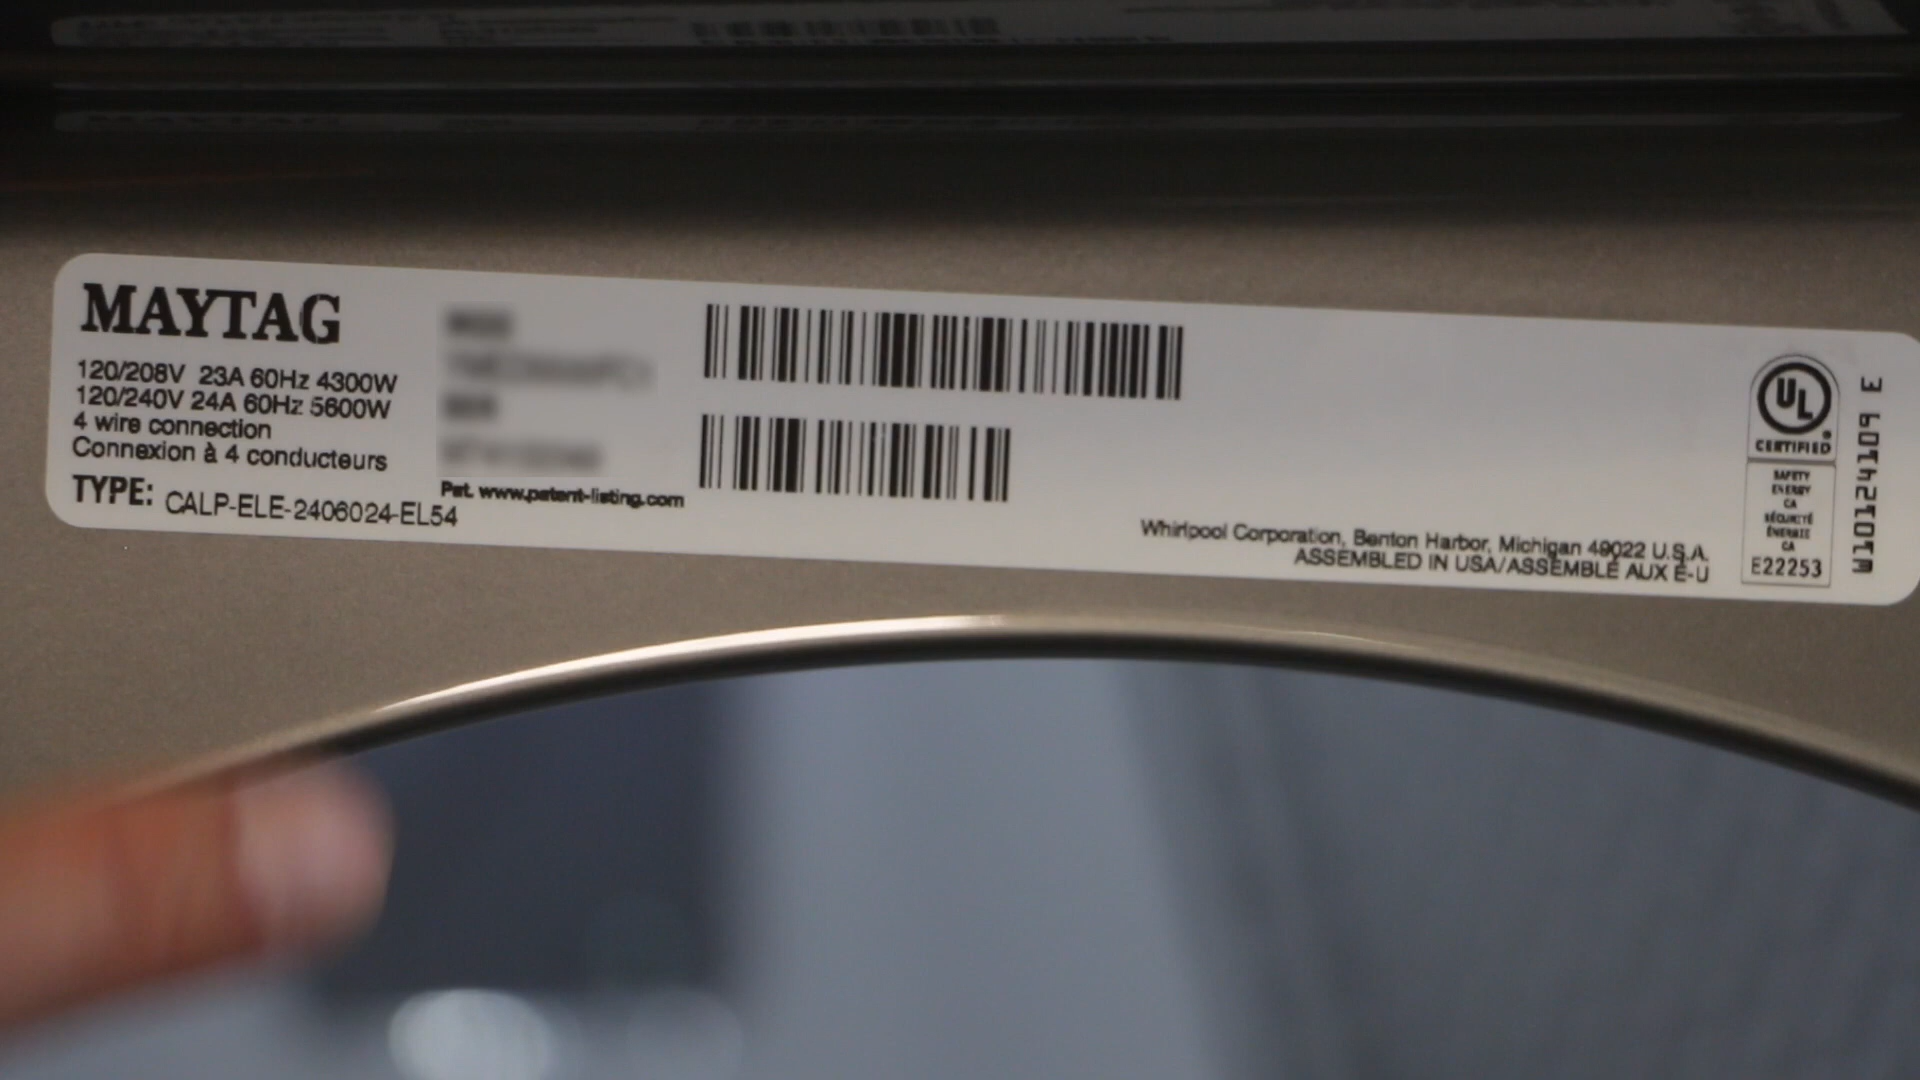 MAYTAG
120/208V 23A 60Hz 4300W
120/240V 24A 60Hz 5600W
4 wire connection
Connexion à 4 conducteurs
TYPE: CALP-ELE-2406024-EL54
Pat. www.patent-listing.com
Whirlpool Corporation, Benton Harbor, Michigan 49022 U.S.A.
ASSEMBLED IN USA/ASSEMBLÉ AUX É-U
UL
CERTIFIED
SAFETY
ENERGY
CA
SÉCURITÉ
ÉNERGIE
CA
E22253
W10142109 E